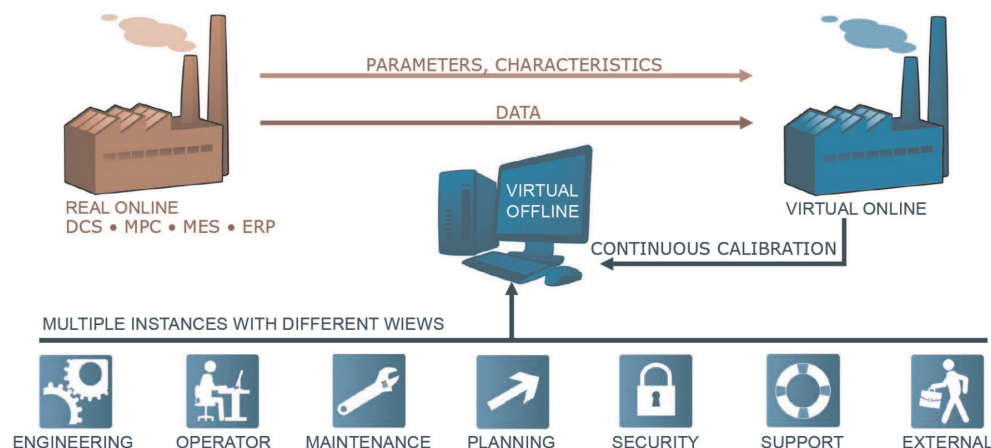 PARAMETERS, CHARACTERISTICS
DATA
REAL ONLINE
DCS • MPC • MES • ERP
VIRTUAL
OFFLINE
VIRTUAL ONLINE
CONTINUOUS CALIBRATION
MULTIPLE INSTANCES WITH DIFFERENT WIEWS
ENGINEERING
OPERATOR
MAINTENANCE
PLANNING
SECURITY
SUPPORT
EXTERNAL